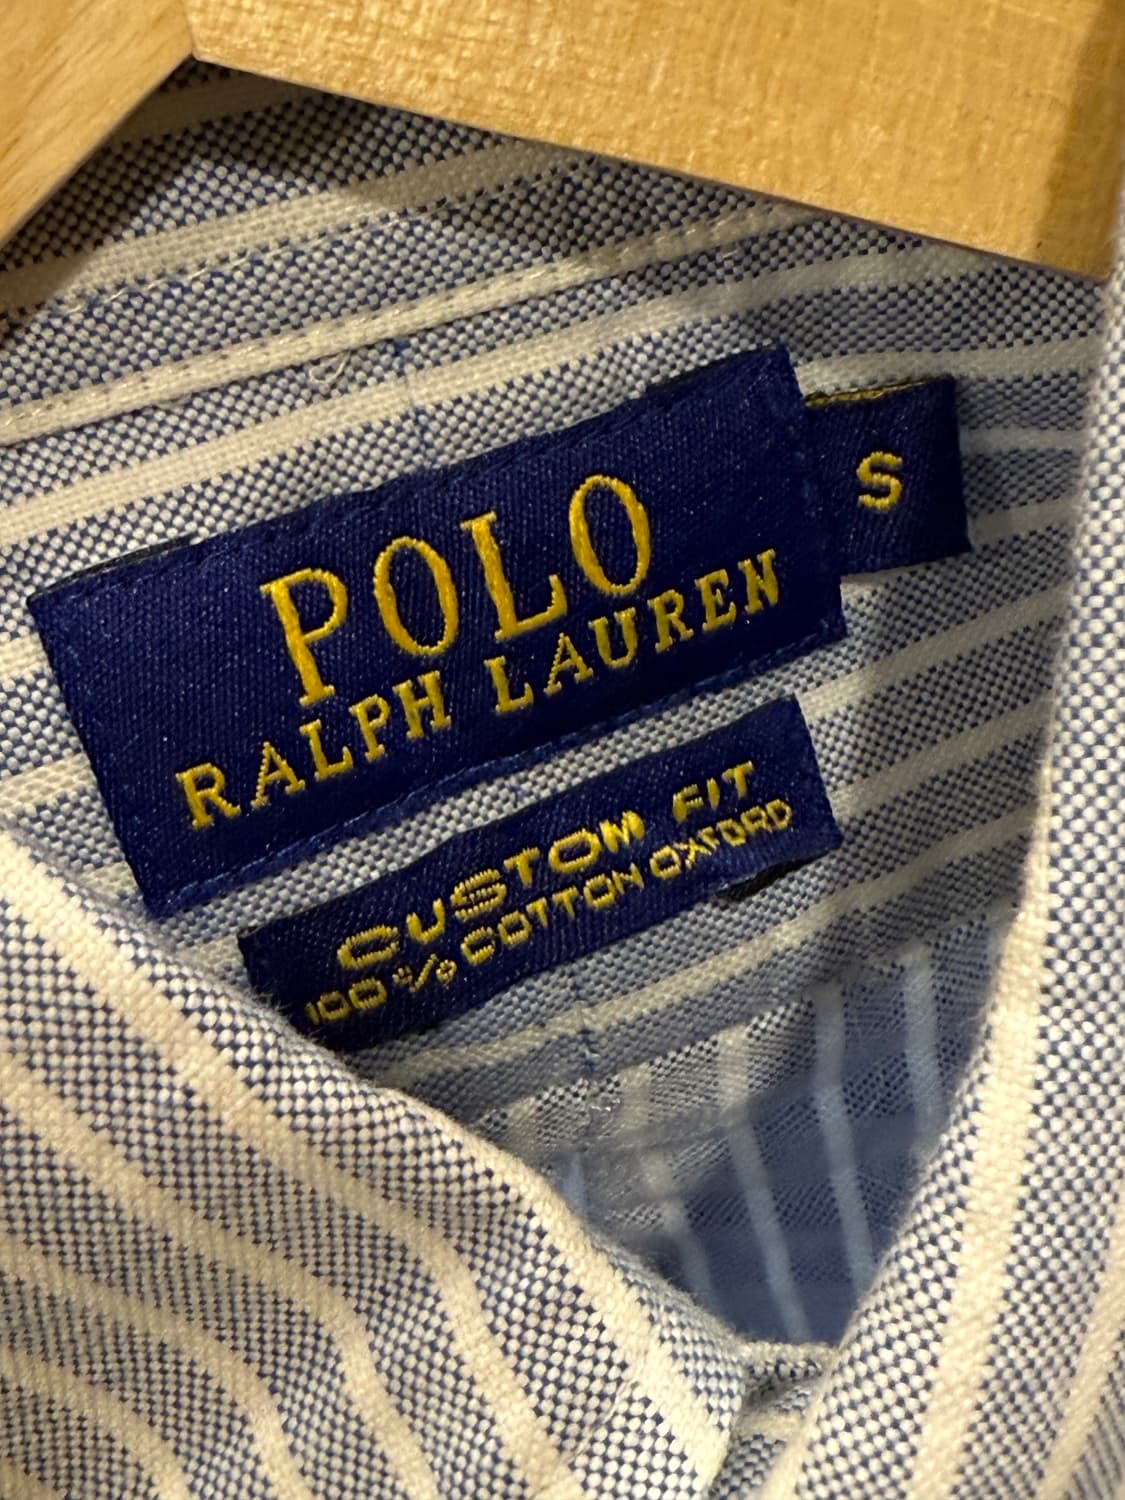 POLO
RALPH LAUREN
S
CUSTOM FIT
100% COTTON OXFORD